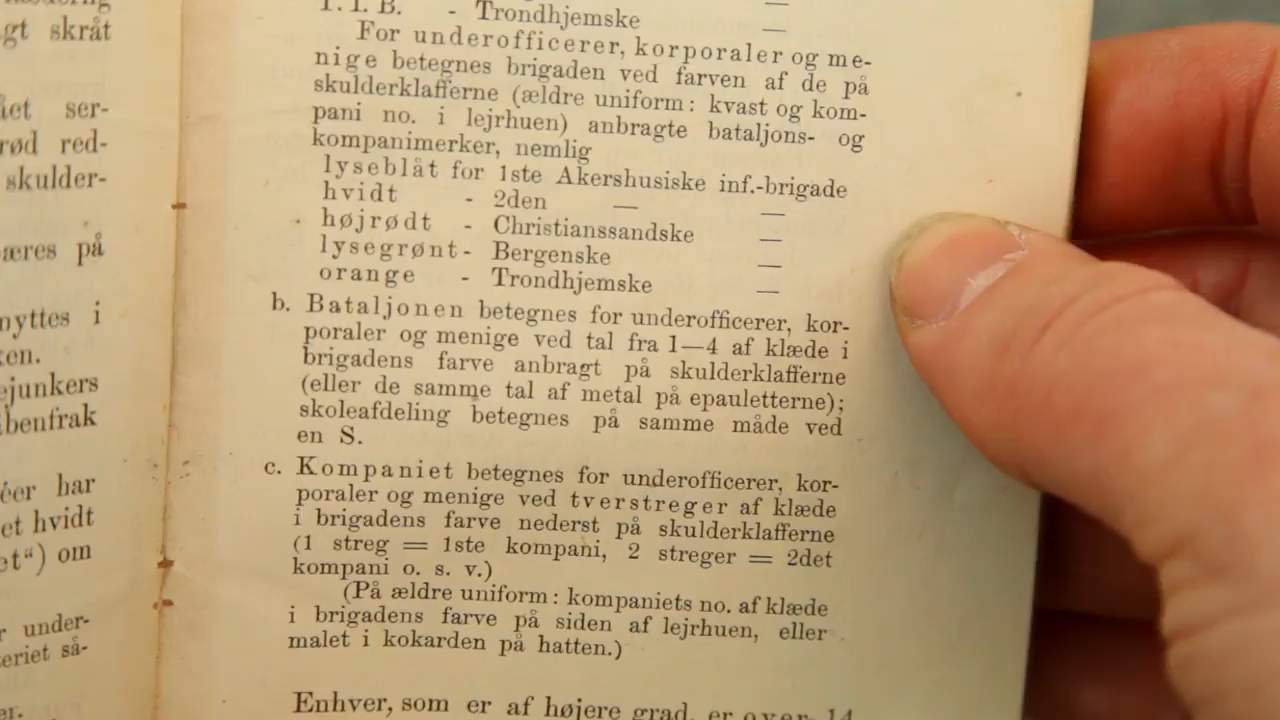 gt skråt
ser-
rød red-
skulder-
æres på
nyttes i
ejunkers
har
et hvidt
om
under-
så-
T. I. B. - Trondhjemske —
For underofficerer, korporaler og me-
nige betegnes brigaden ved farven af de på
skulderklafferne (ældre uniform: kvast og kom-
pani no. i lejrhuen) anbragte bataljons- og
kompanimerker, nemlig
lyseblåt for 1ste Akershusiske inf.-brigade
hvidt - 2den — —
højrødt - Christianssandske —
lysegrønt - Bergenske —
orange - Trondhjemske —
b. Bataljonen betegnes for underofficerer, kor-
poraler og menige ved tal fra 1—4 af klæde i
brigadens farve anbragt på skulderklafferne
(eller de samme tal af metal på epauletterne);
skoleafdeling betegnes på samme måde ved
en S.
c. Kompaniet betegnes for underofficerer, kor-
poraler og menige ved tverstreger af klæde
i brigadens farve nederst på skulderklafferne
(1 streg = 1ste kompani, 2 streger = 2det
kompani o. s. v.)
(På ældre uniform: kompaniets no. af klæde
i brigadens farve på siden af lejrhuen, eller
malet i kokarden på hatten.)
Enhver, som er af højere grad, er over 14